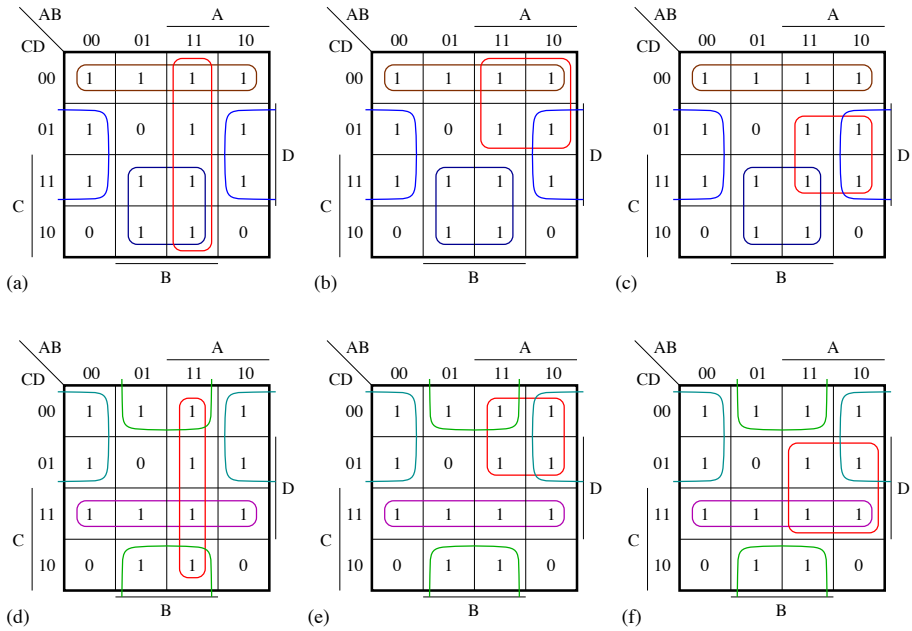 AB A AB A AB A
CD 00 01 11 10 CD 00 01 11 10 CD 00 01 11 10
00 1 1 1 1 00 1 1 1 1 00 1 1 1 1
01 1 0 1 1 01 1 0 1 1 01 1 0 1 1
D D D
11 1 1 1 1 11 1 1 1 1 11 1 1 1 1
C C C
10 0 1 1 0 10 0 1 1 0 10 0 1 1 0
(a) B (b) B (c) B
AB A AB A AB A
CD 00 01 11 10 CD 00 01 11 10 CD 00 01 11 10
00 1 1 1 1 00 1 1 1 1 00 1 1 1 1
01 1 0 1 1 01 1 0 1 1 01 1 0 1 1
D D D
11 1 1 1 1 11 1 1 1 1 11 1 1 1 1
C C C
10 0 1 1 0 10 0 1 1 0 10 0 1 1 0
(d) B (e) B (f) B